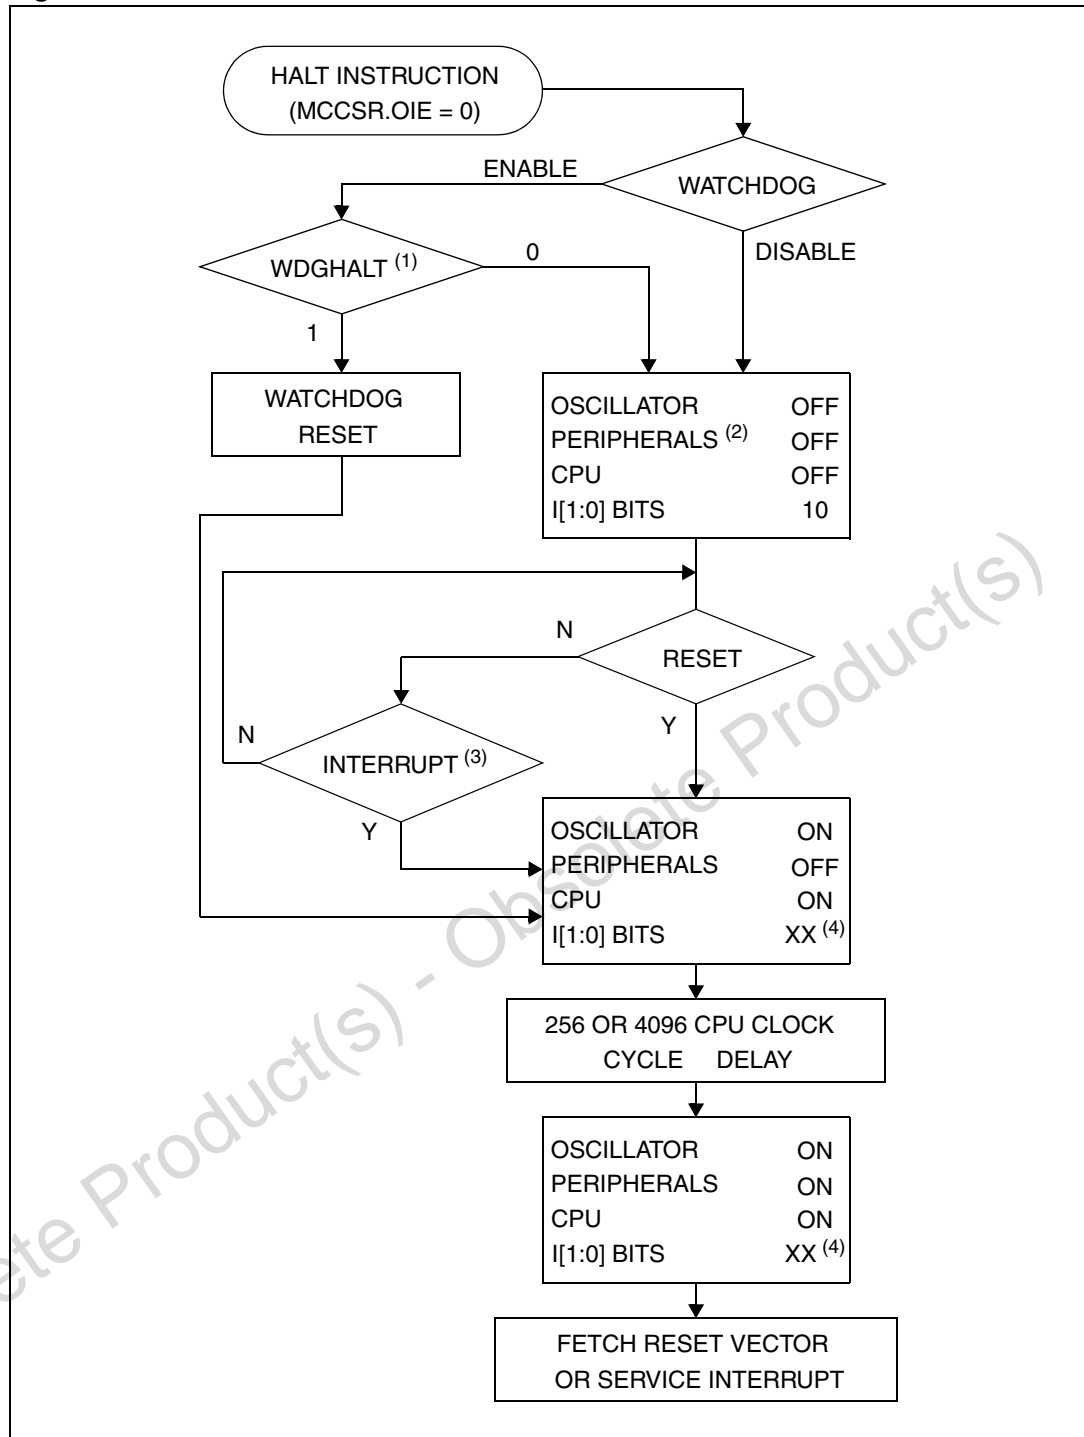 HALT INSTRUCTION
(MCCSR.OIE = 0)
ENABLE
WATCHDOG
WDGHALT (1)
0
DISABLE
1
WATCHDOG
RESET
OSCILLATOR OFF
PERIPHERALS (2) OFF
CPU OFF
I[1:0] BITS 10
N
RESET
Y
N
INTERRUPT (3)
Y
OSCILLATOR ON
PERIPHERALS OFF
CPU ON
I[1:0] BITS XX (4)
256 OR 4096 CPU CLOCK
CYCLE DELAY
OSCILLATOR ON
PERIPHERALS ON
CPU ON
I[1:0] BITS XX (4)
FETCH RESET VECTOR
OR SERVICE INTERRUPT
ete Product(s) - Obsolete Product(s)